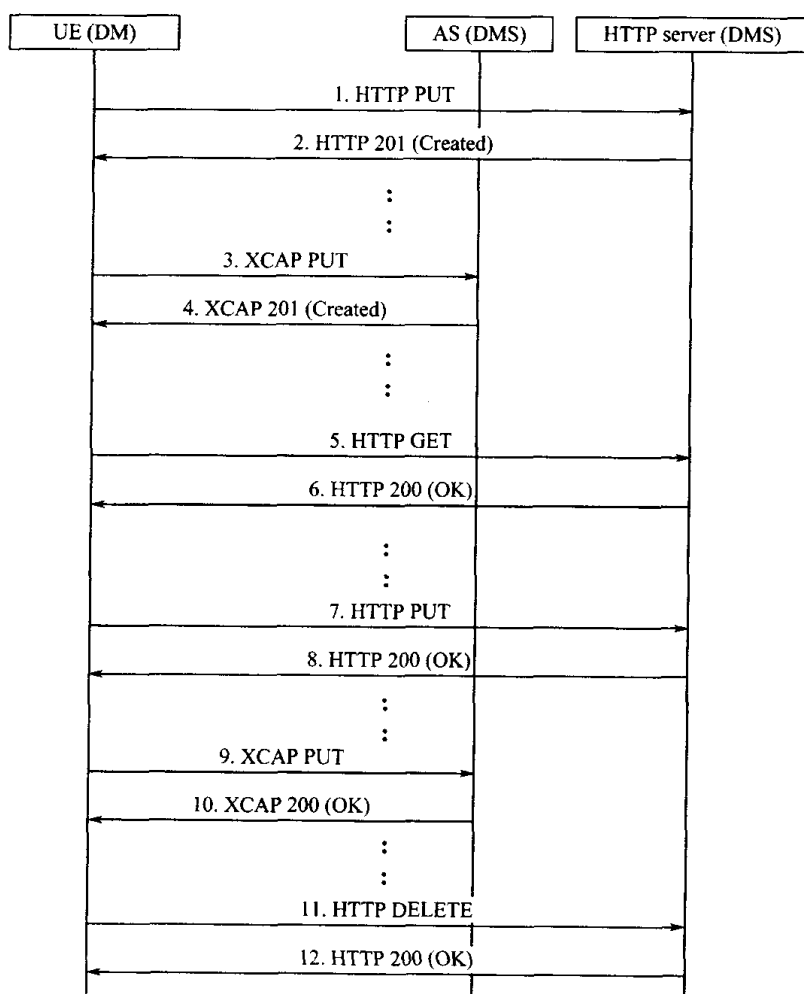 UE (DM)
AS (DMS)
HTTP server (DMS)
1. HTTP PUT
2. HTTP 201 (Created)
3. XCAP PUT
4. XCAP 201 (Created)
5. HTTP GET
6. HTTP 200 (OK)
7. HTTP PUT
8. HTTP 200 (OK)
9. XCAP PUT
10. XCAP 200 (OK)
11. HTTP DELETE
12. HTTP 200 (OK)